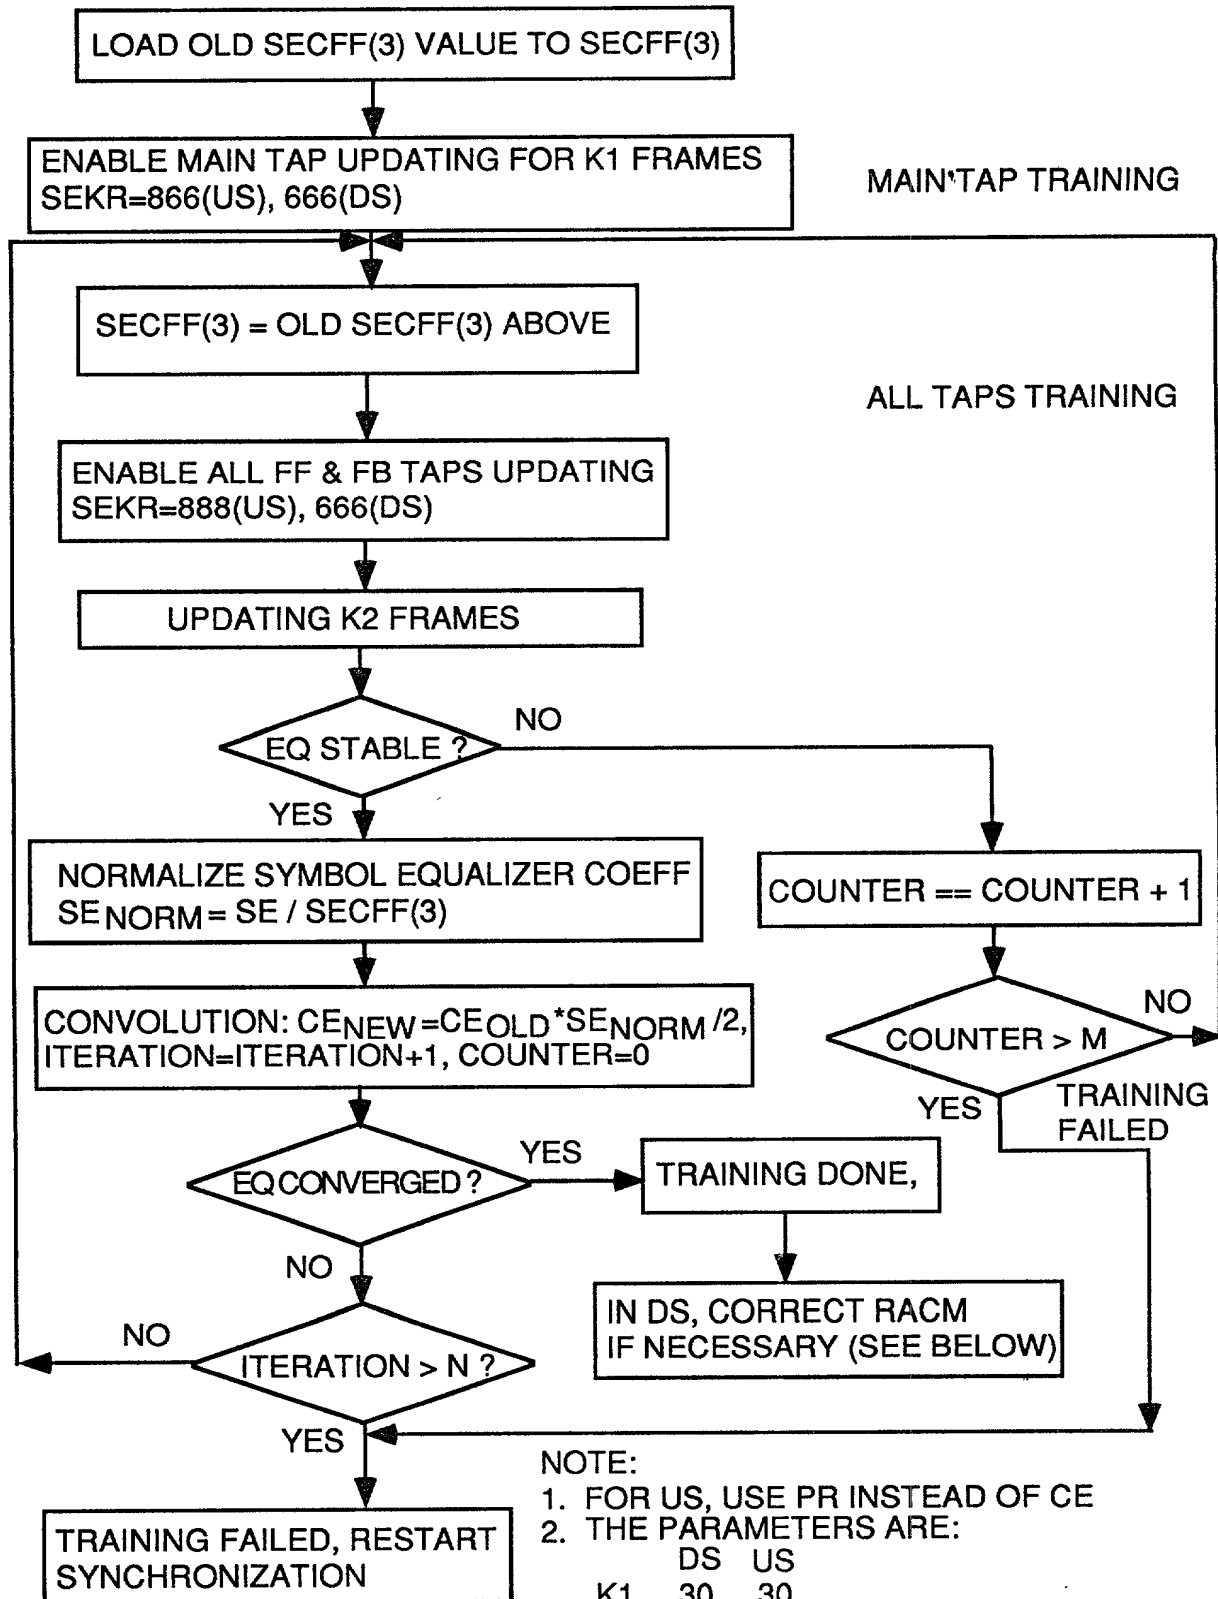 LOAD OLD SECFF(3) VALUE TO SECFF(3)
ENABLE MAIN TAP UPDATING FOR K1 FRAMES
SEKR=866(US), 666(DS)
MAIN TAP TRAINING
SECFF(3) = OLD SECFF(3) ABOVE
ALL TAPS TRAINING
ENABLE ALL FF & FB TAPS UPDATING
SEKR=888(US), 666(DS)
UPDATING K2 FRAMES
EQ STABLE ?
NO
YES
NORMALIZE SYMBOL EQUALIZER COEFF
SE NORM = SE / SECFF(3)
COUNTER == COUNTER + 1
CONVOLUTION: CENEW=CEOLD*SENORM /2,
ITERATION=ITERATION+1, COUNTER=0
COUNTER > M
NO
YES
TRAINING
FAILED
EQ CONVERGED ?
YES
TRAINING DONE,
NO
IN DS, CORRECT RACM
IF NECESSARY (SEE BELOW)
ITERATION > N ?
NO
YES
TRAINING FAILED, RESTART
SYNCHRONIZATION
NOTE:
1. FOR US, USE PR INSTEAD OF CE
2. THE PARAMETERS ARE:
DS US
K1 30 30